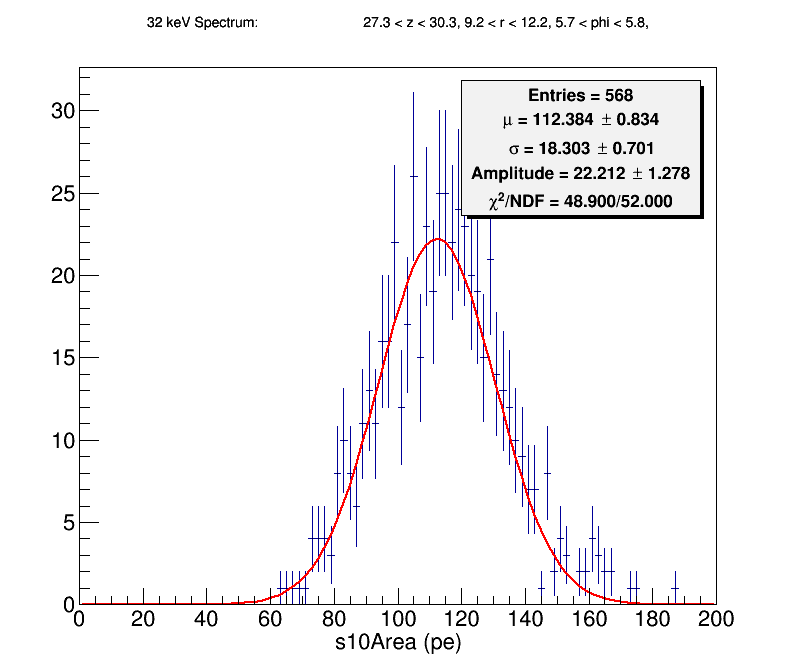 32 keV Spectrum: 27.3 < z < 30.3, 9.2 < r < 12.2, 5.7 < phi < 5.8,
Entries = 568
μ = 112.384 ± 0.834
σ = 18.303 ± 0.701
Amplitude = 22.212 ± 1.278
χ²/NDF = 48.900/52.000
30
25
20
15
10
5
0
0 20 40 60 80 100 120 140 160 180 200
s10Area (pe)